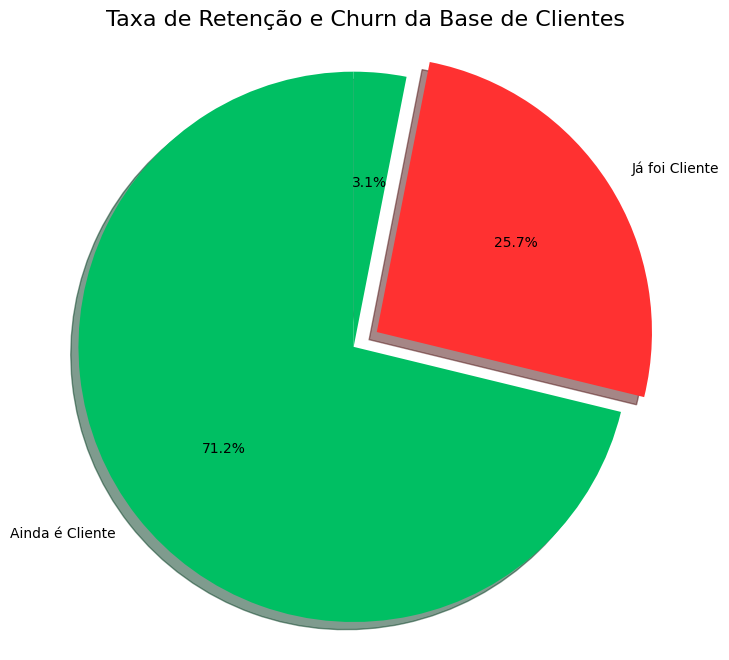 Taxa de Retenção e Churn da Base de Clientes
Já foi Cliente
3.1%
25.7%
71.2%
Ainda é Cliente